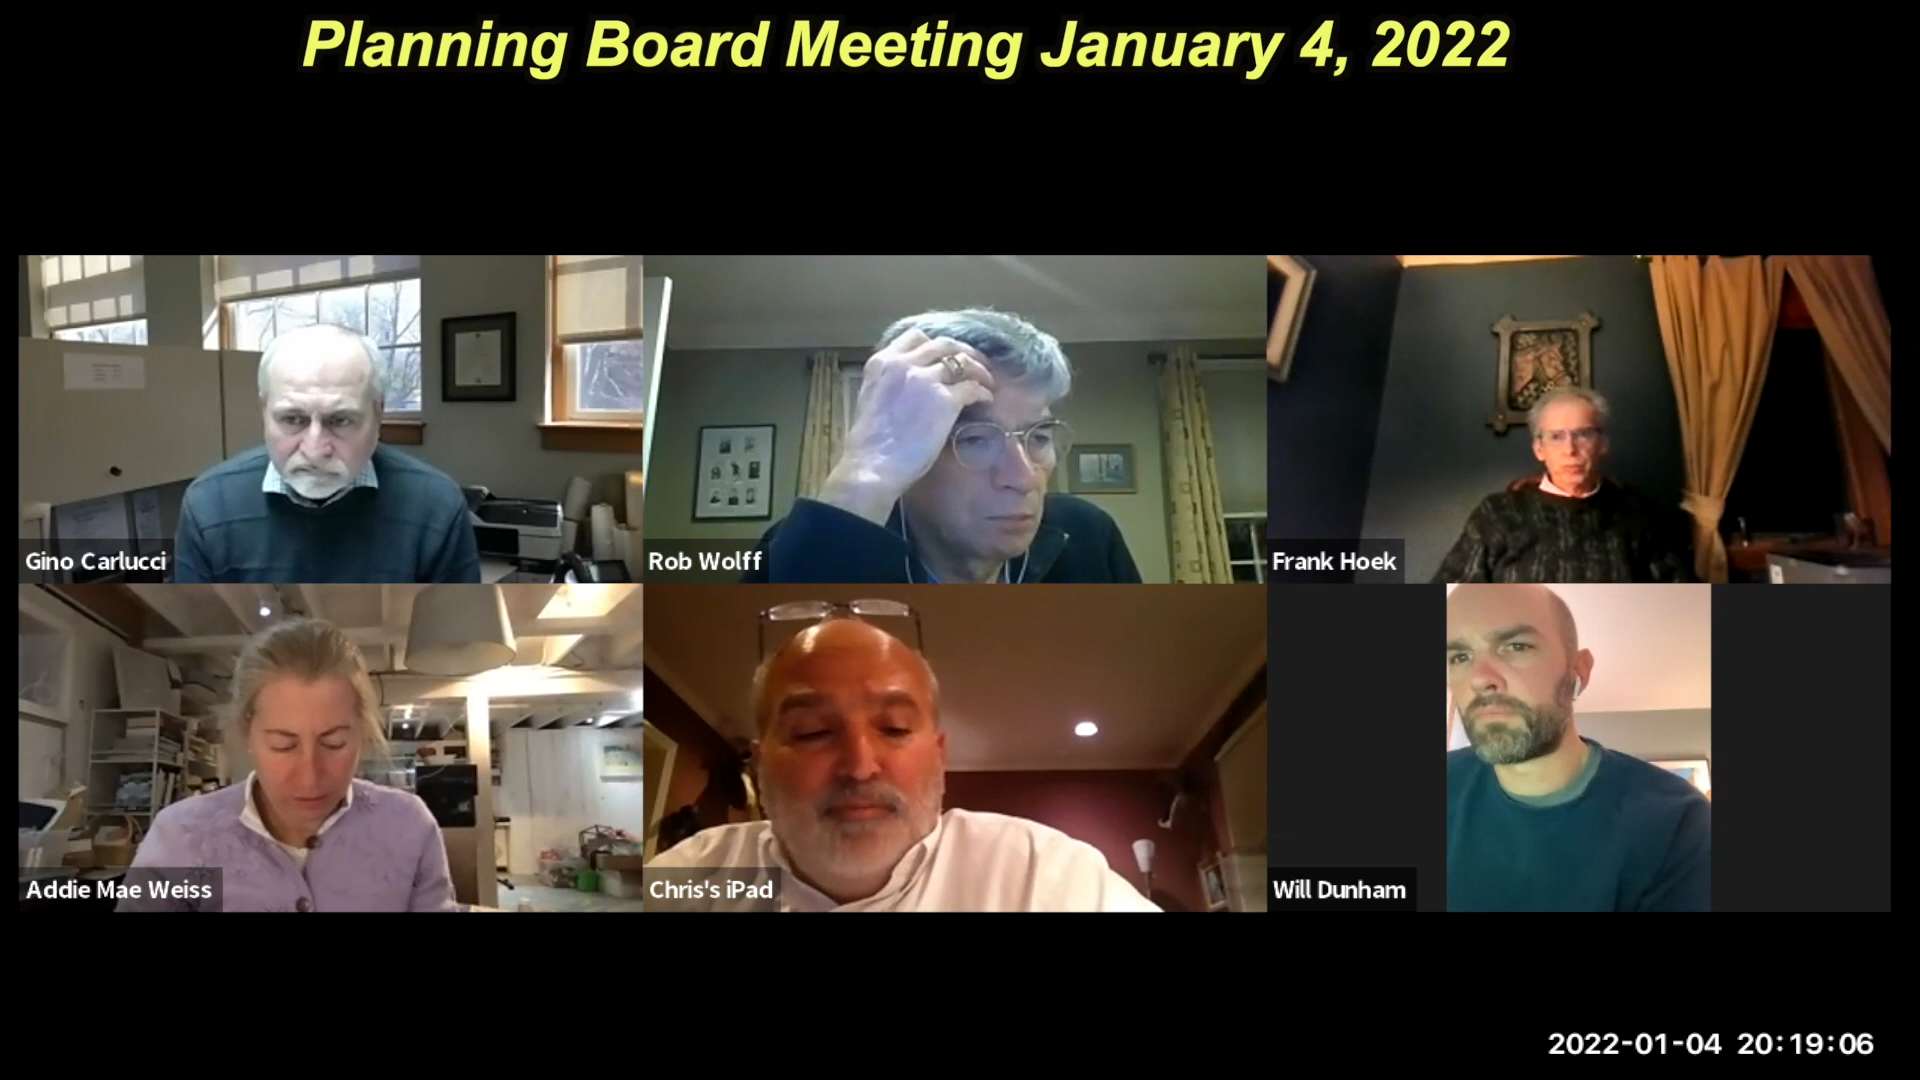 Planning Board Meeting January 4, 2022
Gino Carlucci
Rob Wolff
Frank Hoek
Addie Mae Weiss
Chris's iPad
Will Dunham
2022-01-04 20:19:06